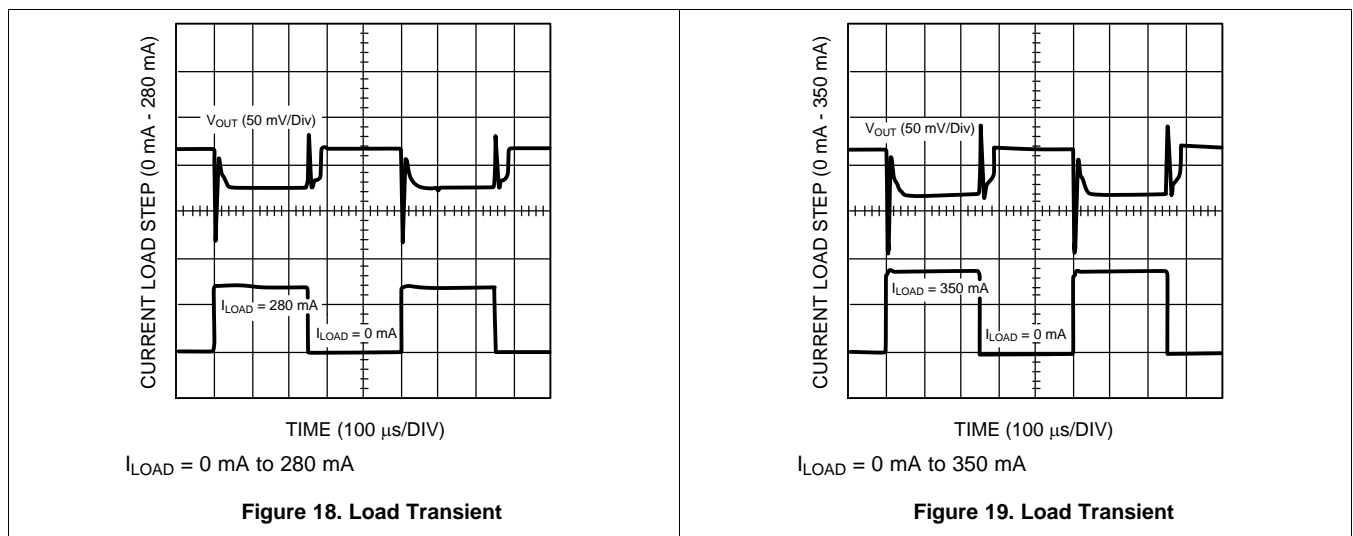 CURRENT LOAD STEP (0 mA - 280 mA)
VOUT (50 mV/Div)
ILOAD = 280 mA
ILOAD = 0 mA
TIME (100 µs/DIV)
ILOAD = 0 mA to 280 mA
Figure 18. Load Transient
CURRENT LOAD STEP (0 mA - 350 mA)
VOUT (50 mV/Div)
ILOAD = 350 mA
ILOAD = 0 mA
TIME (100 µs/DIV)
ILOAD = 0 mA to 350 mA
Figure 19. Load Transient